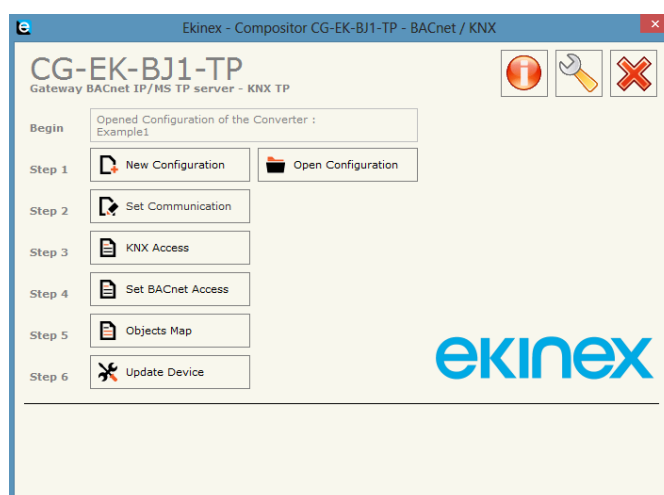 Ekinex - Compositor CG-EK-BJ1-TP - BACnet / KNX
CG-EK-BJ1-TP
Gateway BACnet IP/MS TP server - KNX TP
Begin
Opened Configuration of the Converter :
Example1
Step 1
New Configuration
Open Configuration
Step 2
Set Communication
Step 3
KNX Access
Step 4
Set BACnet Access
Step 5
Objects Map
Step 6
Update Device
ekinex